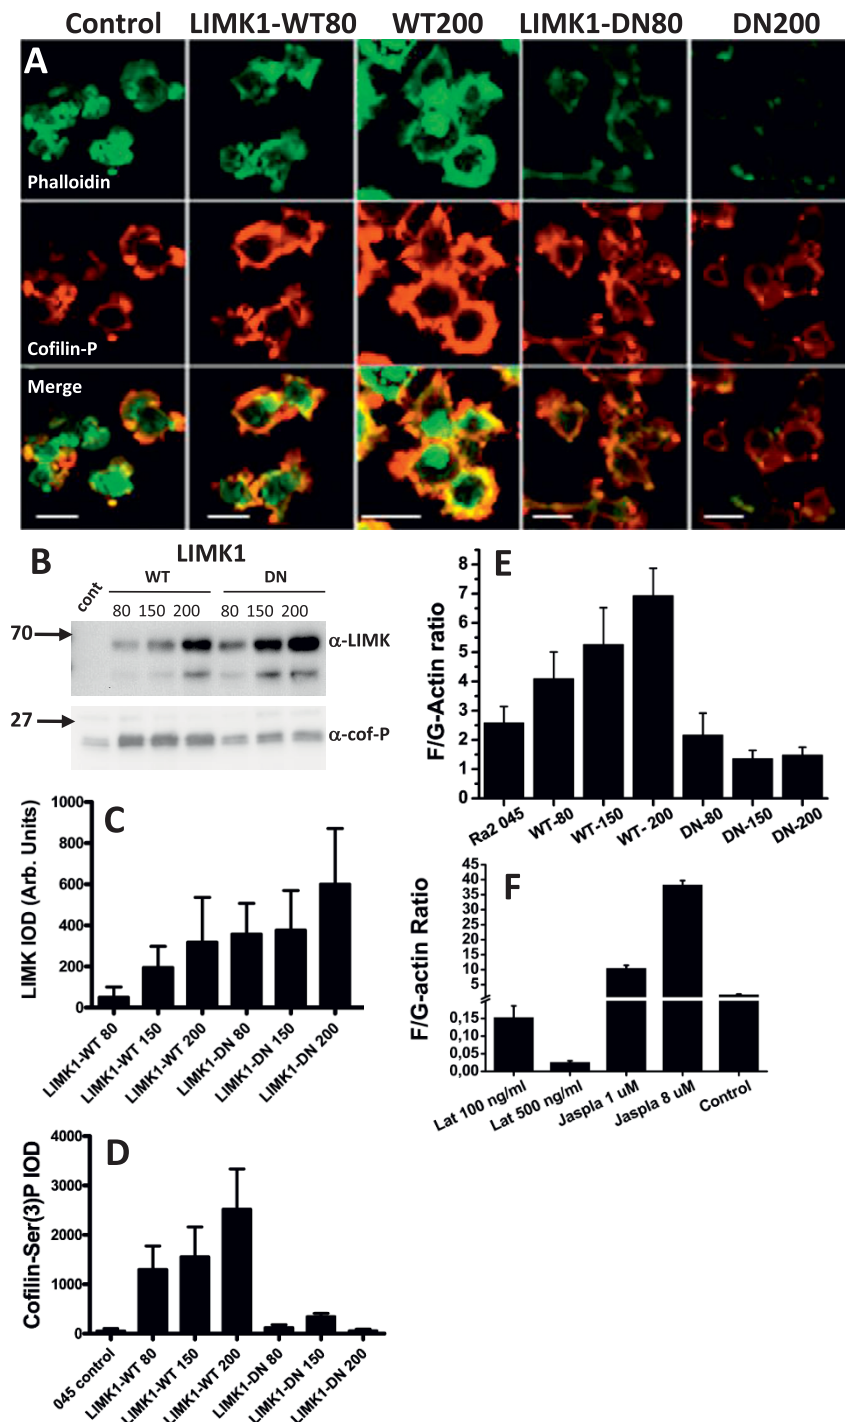 Control LIMK1-WT80 WT200 LIMK1-DN80 DN200
A
Phalloidin
Cofilin-P
Merge
B
LIMK1
WT DN
cont 80 150 200 80 150 200
70 α-LIMK
27 α-cof-P
C
LIMK IOD (Arb. Units)
1000
800
600
400
200
0
LIMK1-WT 80
LIMK1-WT 150
LIMK1-WT 200
LIMK1-DN 80
LIMK1-DN 150
LIMK1-DN 200
D
Cofilin-Ser(3)P IOD
4000
3000
2000
1000
0
045 control
LIMK1-WT 80
LIMK1-WT 150
LIMK1-WT 200
LIMK1-DN 80
LIMK1-DN 150
LIMK1-DN 200
E
F/G-Actin ratio
8
7
6
5
4
3
2
1
0
Ra2 045
WT-80
WT-150
WT- 200
DN-80
DN-150
DN-200
F
F/G-actin Ratio
45
40
35
30
25
20
15
10
5
0,15
0,10
0,05
0,00
Lat 100 ng/ml
Lat 500 ng/ml
Jaspla 1 uM
Jaspla 8 uM
Control